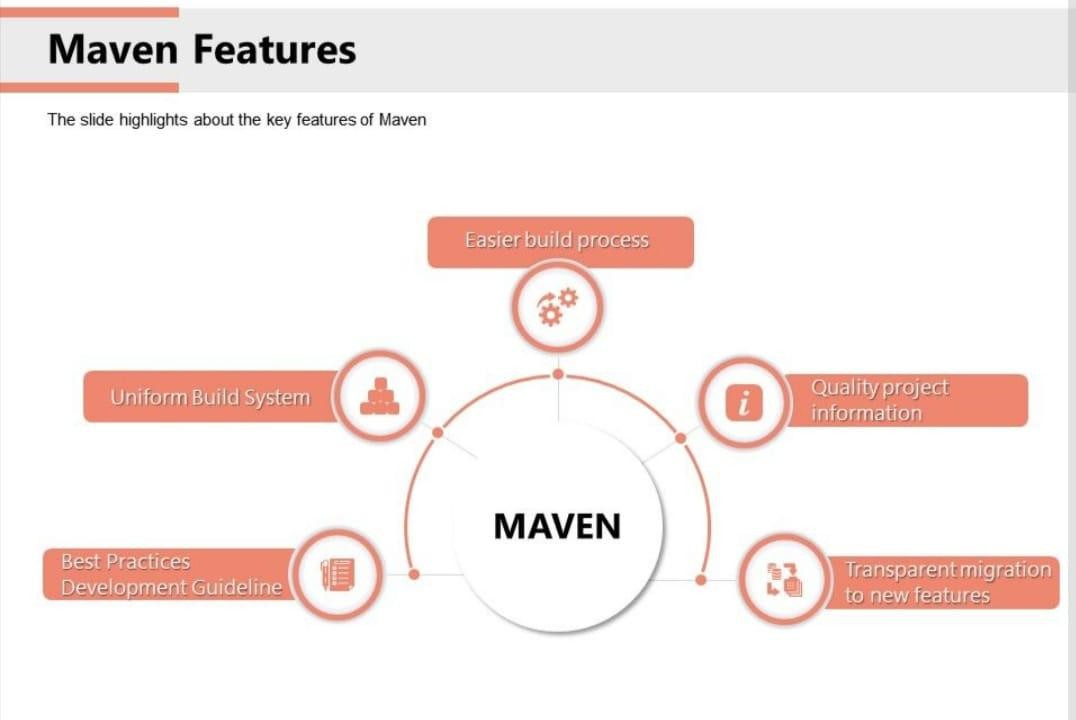 Maven Features
The slide highlights about the key features of Maven
Easier build process
Uniform Build System
Quality project
information
MAVEN
Best Practices
Development Guideline
Transparent migration
to new features